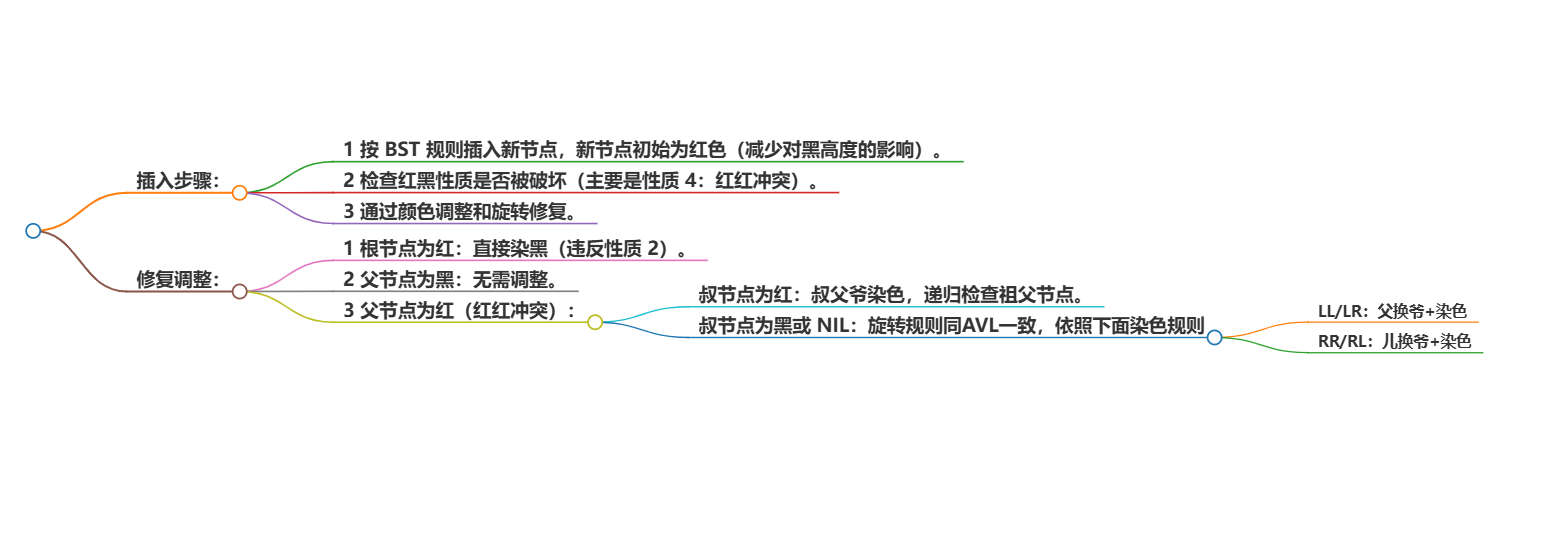 插入步骤：
1 按 BST 规则插入新节点，新节点初始为红色（减少对黑高度的影响）。
2 检查红黑性质是否被破坏（主要是性质 4：红红冲突）。
3 通过颜色调整和旋转修复。
修复调整：
1 根节点为红：直接染黑（违反性质 2）。
2 父节点为黑：无需调整。
3 父节点为红（红红冲突）：
叔节点为红：叔父爷染色，递归检查祖父节点。
叔节点为黑或 NIL：旋转规则同AVL一致，依照下面染色规则
LL/LR：父换爷+染色
RR/RL：儿换爷+染色